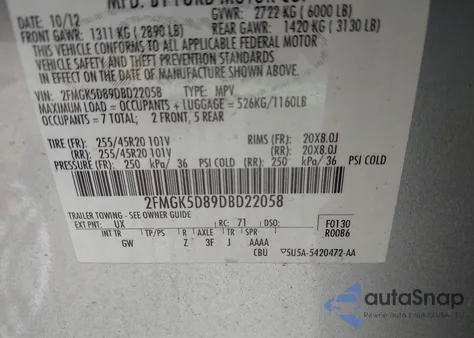 MFD. BY FORD MOTOR CO.
10/12 GVWR: 2722 KG ( 6000 LB)
FRONT GAWR: 1311 KG ( 2890 LB) REAR GAWR: 1420 KG ( 3130 LB)
THIS VEHICLE CONFORMS TO ALL APPLICABLE FEDERAL MOTOR
VEHICLE SAFETY AND THEFT PREVENTION STANDARDS
IN EFFECT ON THE DATE OF MANUFACTURE SHOWN ABOVE.
VIN: 2FMGK5D89DBD22058 TYPE: MPV
MAXIMUM LOAD = OCCUPANTS + LUGGAGE = 526KG/1160LB
OCCUPANTS = 7 TOTAL; 2 FRONT, 5 REAR
TIRE (FR): 255/45R20 101V RIMS (FR): 20X8.0J
(RR): 255/45R20 101V (RR): 20X8.0J
PRESSURE (FR): 250 kPa/ 36 PSI COLD (RR): 250 kPa/ 36 PSI COLD
2FMGK5D89DBD22058
TRAILER TOWING - SEE OWNER GUIDE
EXT PNT: UX RC: 71 DSO: F0130
R0086
INT TR TP/PS R AXLE TR SPR
GW Z 3F J AAAA
CBU ▽5U5A-5420472-AA
autoSnap
Pewne auto z USA